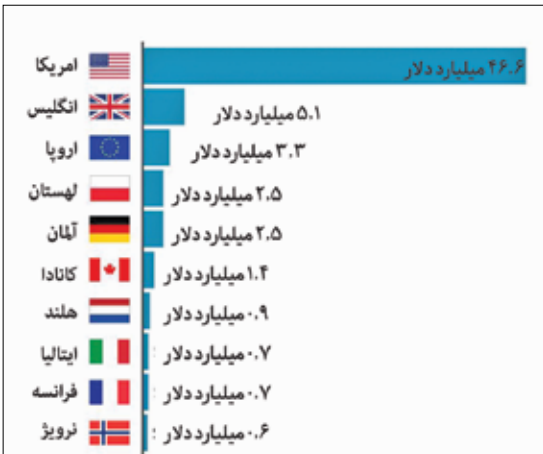 امریکا ۴۶.۶ میلیارد دلار
انگلیس ۵.۱ میلیارد دلار
اروپا ۳.۳ میلیارد دلار
لهستان ۲.۵ میلیارد دلار
آلمان ۲.۵ میلیارد دلار
کانادا ۱.۴ میلیارد دلار
هلند ۰.۹ میلیارد دلار
ایتالیا ۰.۷ میلیارد دلار
فرانسه ۰.۷ میلیارد دلار
نرویژ ۰.۶ میلیارد دلار